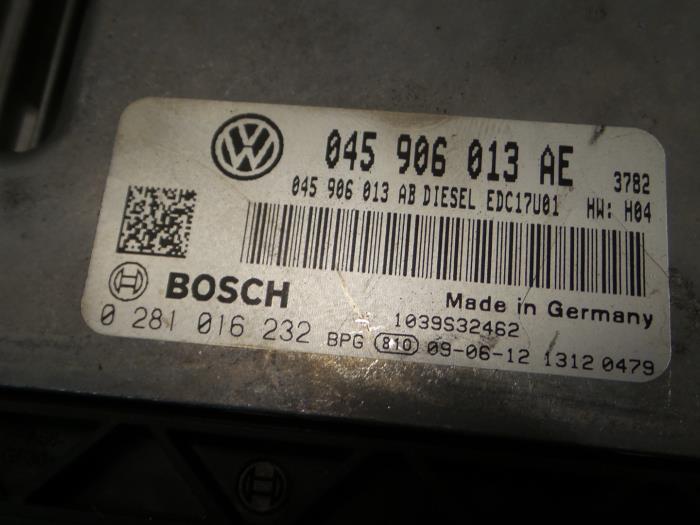 045 906 013 AE 3782
045 906 013 AB DIESEL EDC17U01 HW: H04
BOSCH Made in Germany
0 281 016 232 1039S32462
BPG 810 09-06-12 1312 0479